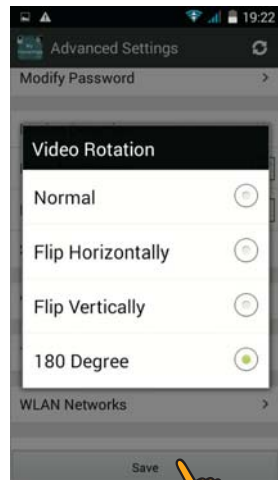 19:22
Advanced Settings
Modify Password
Video Rotation
Normal
Flip Horizontally
Flip Vertically
180 Degree
WLAN Networks
Save